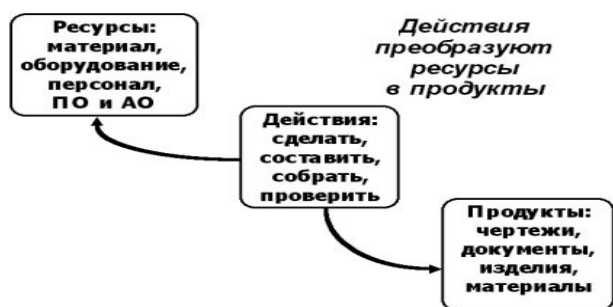 Ресурсы:
материал,
оборудование,
персонал,
ПО и АО
Действия
преобразуют
ресурсы
в продукты
Действия:
сделать,
составить,
собрать,
проверить
Продукты:
чертежи,
документы,
изделия,
материалы